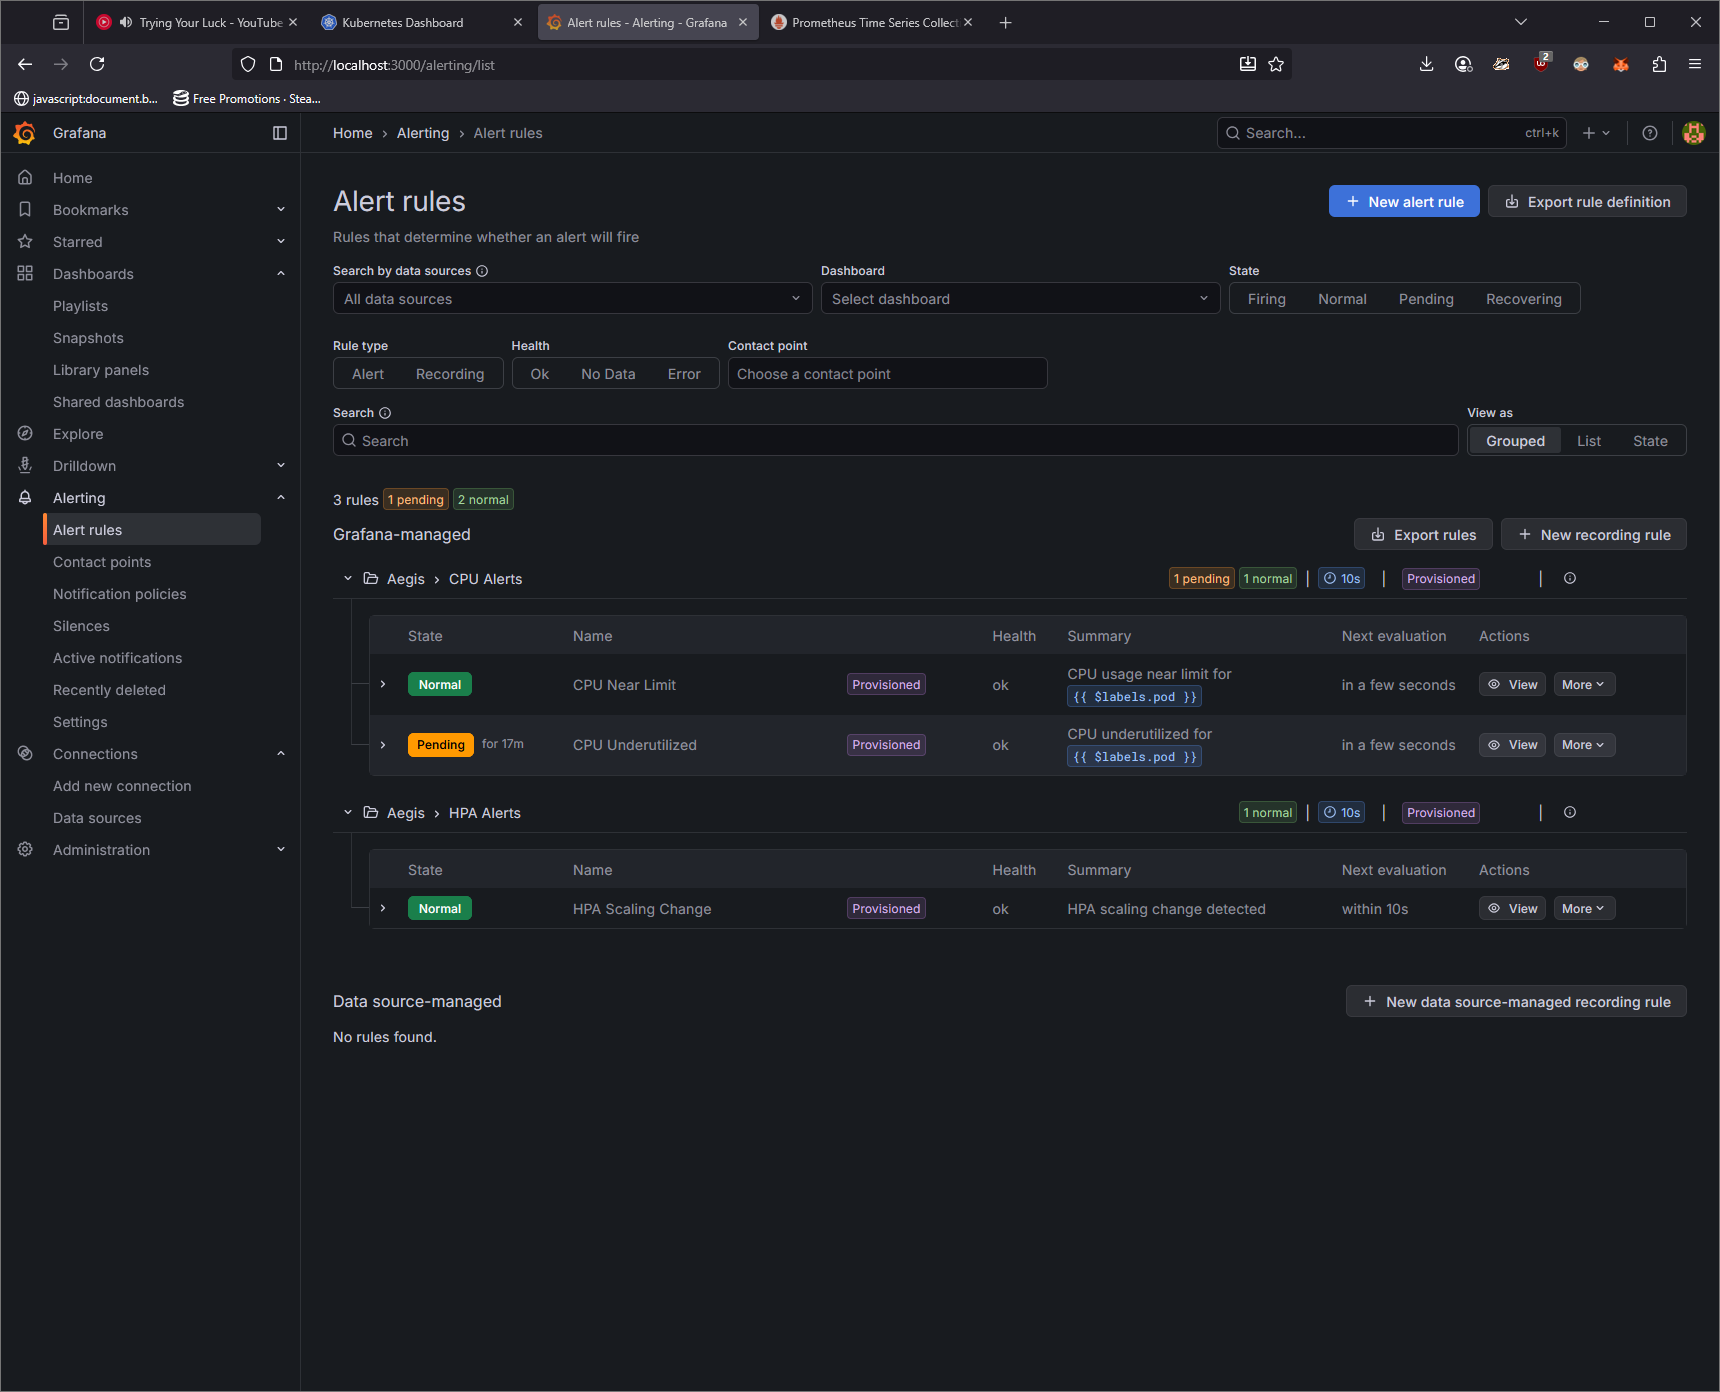 Trying Your Luck - YouTube
Kubernetes Dashboard
Alert rules - Alerting - Grafana
Prometheus Time Series Collect
http://localhost:3000/alerting/list
2
javascript:document.b...
Free Promotions · Stea...
Grafana
Home › Alerting › Alert rules
Search...
ctrl+k
Home
Bookmarks
Starred
Dashboards
Playlists
Snapshots
Library panels
Shared dashboards
Explore
Drilldown
Alerting
Alert rules
Contact points
Notification policies
Silences
Active notifications
Recently deleted
Settings
Connections
Add new connection
Data sources
Administration
Alert rules
New alert rule
Export rule definition
Rules that determine whether an alert will fire
Search by data sources
Dashboard
State
All data sources
Select dashboard
Firing Normal Pending Recovering
Rule type
Health
Contact point
Alert Recording
Ok No Data Error
Choose a contact point
Search
View as
Search
Grouped List State
3 rules 1 pending 2 normal
Grafana-managed
Export rules
New recording rule
Aegis › CPU Alerts
1 pending 1 normal | 10s | Provisioned |
State Name Health Summary Next evaluation Actions
Normal CPU Near Limit Provisioned ok CPU usage near limit for {{ $labels.pod }} in a few seconds View More
Pending for 17m CPU Underutilized Provisioned ok CPU underutilized for {{ $labels.pod }} in a few seconds View More
Aegis › HPA Alerts
1 normal | 10s | Provisioned |
State Name Health Summary Next evaluation Actions
Normal HPA Scaling Change Provisioned ok HPA scaling change detected within 10s View More
Data source-managed
New data source-managed recording rule
No rules found.